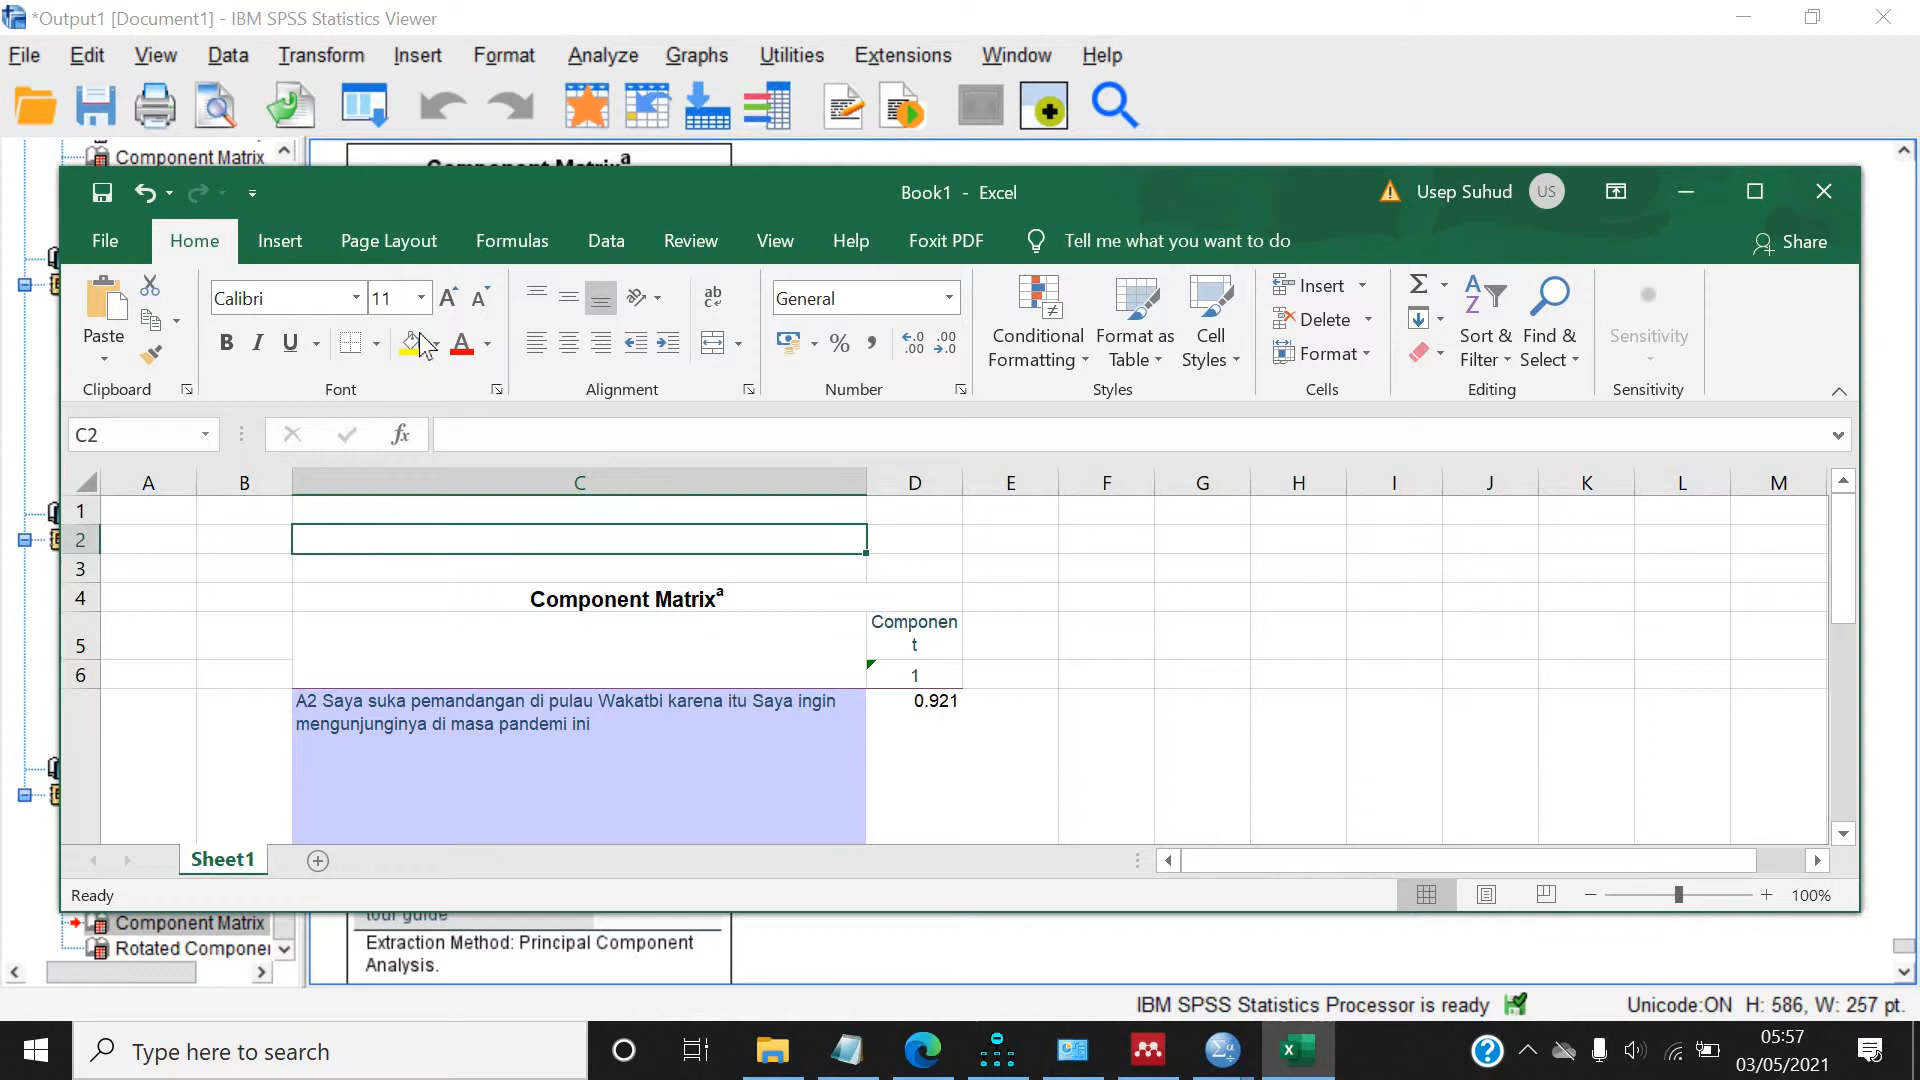 *Output1 [Document1] - IBM SPSS Statistics Viewer
File Edit View Data Transform Insert Format Analyze Graphs Utilities Extensions Window Help
Component Matrix
Component Matrixa
Book1 - Excel
Usep Suhud US
File Home Insert Page Layout Formulas Data Review View Help Foxit PDF Tell me what you want to do Share
Calibri 11 General
Paste
Conditional Formatting
Format as Table
Cell Styles
Insert
Delete
Format
Sort & Filter
Find & Select
Sensitivity
Clipboard Font Alignment Number Styles Cells Editing Sensitivity
C2
A B C D E F G H I J K L M
1
2
3
4 Component Matrixa
Componen
5 t
6 1
A2 Saya suka pemandangan di pulau Wakatbi karena itu Saya ingin 0.921
mengunjunginya di masa pandemi ini
Sheet1
Ready 100%
Component Matrix
tour guide
Rotated Componer
Extraction Method: Principal Component
Analysis.
IBM SPSS Statistics Processor is ready Unicode:ON H: 586, W: 257 pt.
Type here to search
05:57
03/05/2021